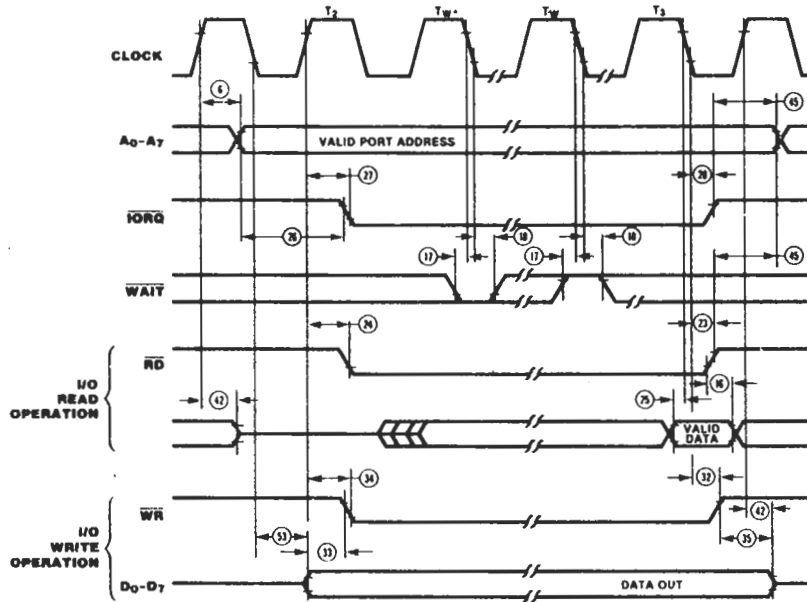 T2 TW* TW T3
CLOCK
6 45
A0-A7 VALID PORT ADDRESS
27 28
IORQ
26 17 18 17 18 45
WAIT
24 23
RD
16
I/O READ OPERATION
42 25
VALID DATA
34 32
WR
42
I/O WRITE OPERATION
53 33 35
D0-D7 DATA OUT